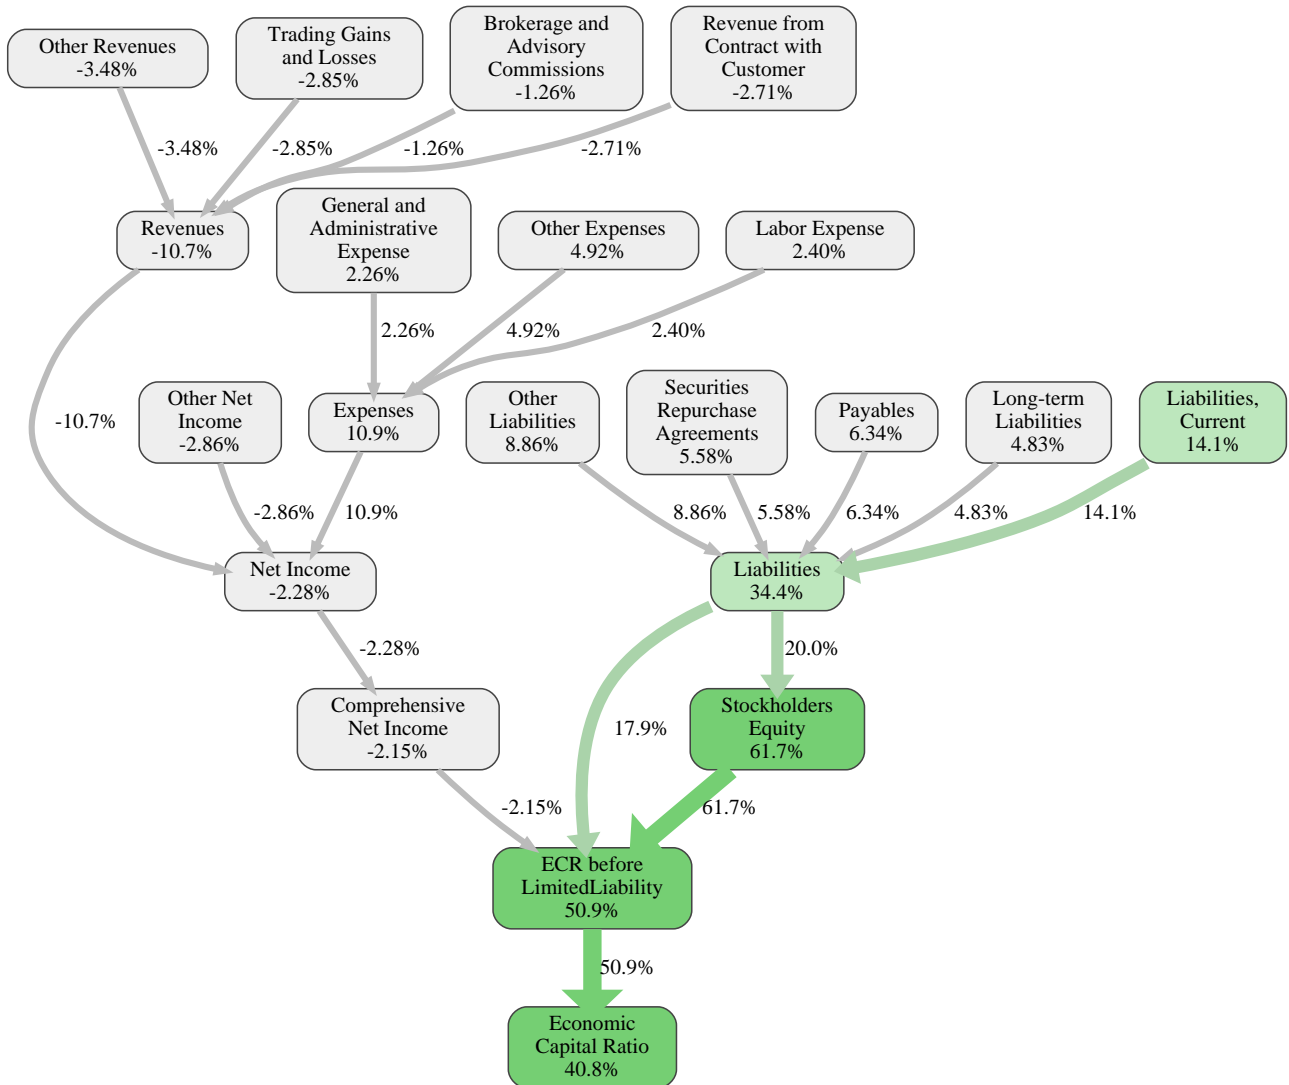 Other Revenues
-3.48%
Trading Gains
and Losses
-2.85%
Brokerage and
Advisory
Commissions
-1.26%
Revenue from
Contract with
Customer
-2.71%
-3.48%
-2.85%
-1.26%
-2.71%
Revenues
-10.7%
General and
Administrative
Expense
2.26%
Other Expenses
4.92%
Labor Expense
2.40%
2.26%
4.92%
2.40%
-10.7%
Other Net
Income
-2.86%
Expenses
10.9%
Other
Liabilities
8.86%
Securities
Repurchase
Agreements
5.58%
Payables
6.34%
Long-term
Liabilities
4.83%
Liabilities,
Current
14.1%
-2.86%
10.9%
8.86%
5.58%
6.34%
4.83%
14.1%
Net Income
-2.28%
Liabilities
34.4%
-2.28%
20.0%
Comprehensive
Net Income
-2.15%
17.9%
Stockholders
Equity
61.7%
-2.15%
61.7%
ECR before
LimitedLiability
50.9%
50.9%
Economic
Capital Ratio
40.8%